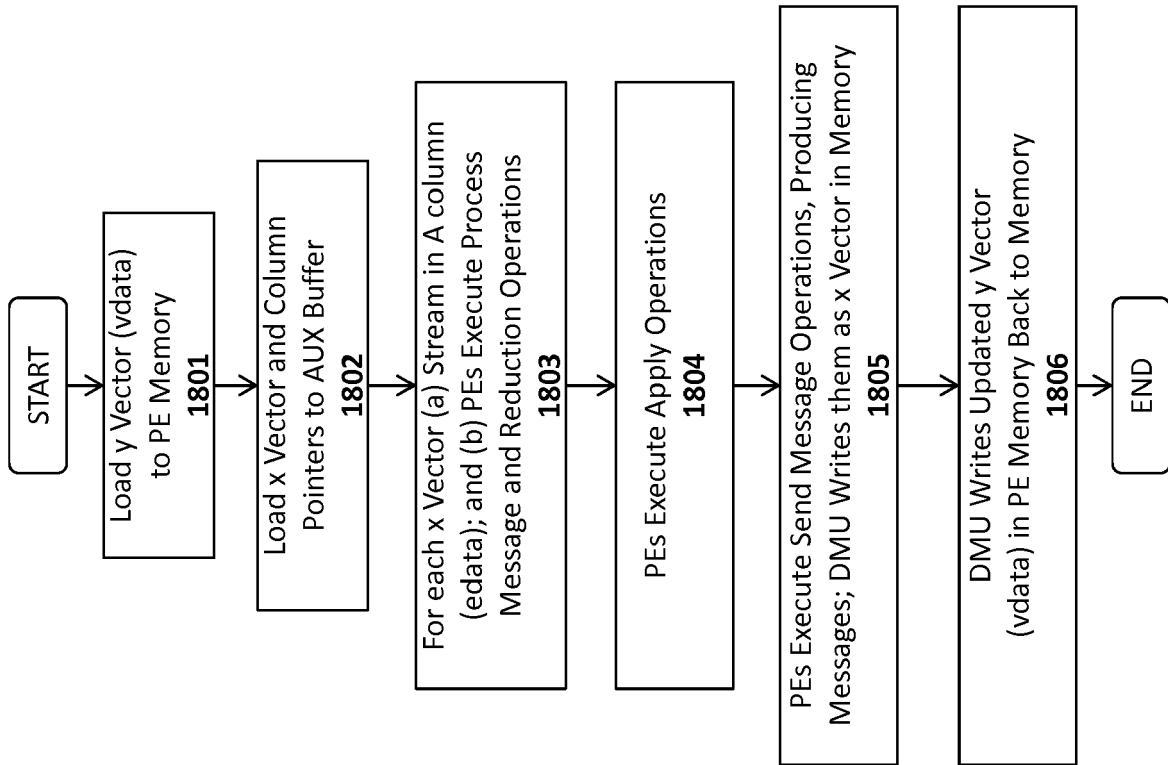 START
Load y Vector (vdata)
to PE Memory
1801
Load x Vector and Column
Pointers to AUX Buffer
1802
For each x Vector (a) Stream in A column
(edata); and (b) PEs Execute Process
Message and Reduction Operations
1803
PEs Execute Apply Operations
1804
PEs Execute Send Message Operations, Producing
Messages; DMU Writes them as x Vector in Memory
1805
DMU Writes Updated y Vector
(vdata) in PE Memory Back to Memory
1806
END